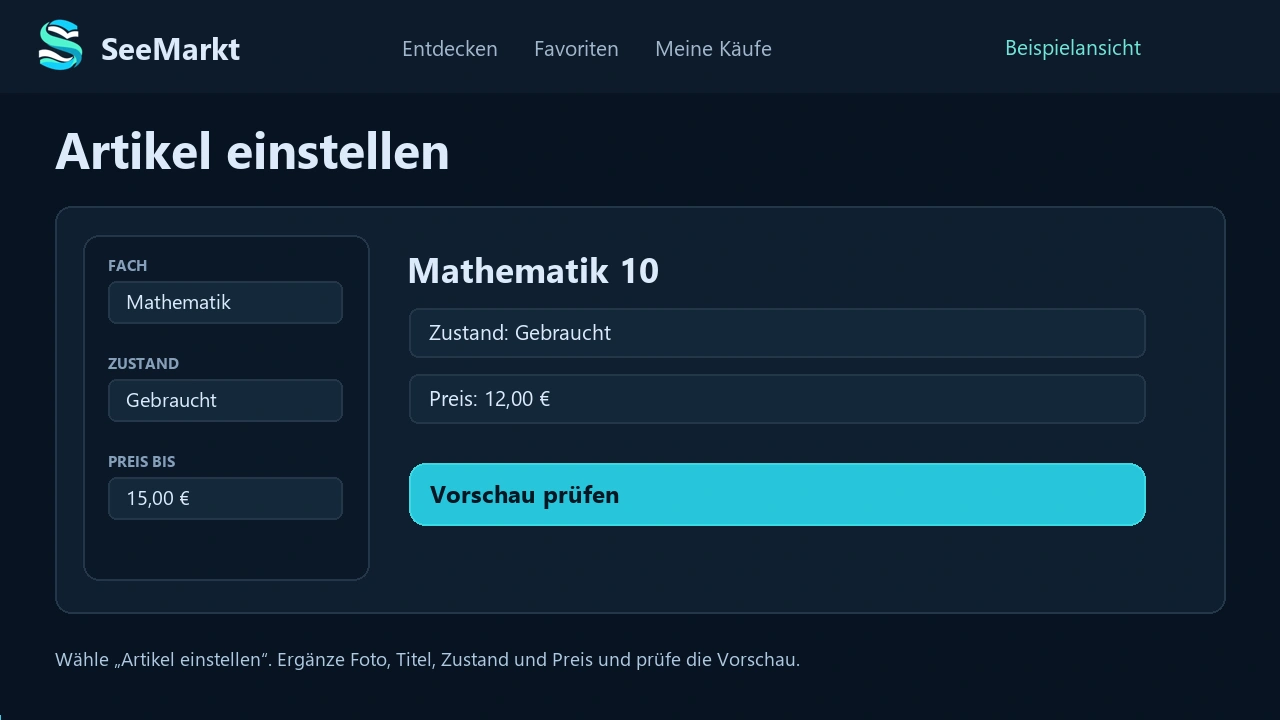 SeeMarkt
Entdecken
Favoriten
Meine Käufe
Beispielansicht
Artikel einstellen
FACH
Mathematik
ZUSTAND
Gebraucht
PREIS BIS
15,00 €
Mathematik 10
Zustand: Gebraucht
Preis: 12,00 €
Vorschau prüfen
Wähle „Artikel einstellen“. Ergänze Foto, Titel, Zustand und Preis und prüfe die Vorschau.